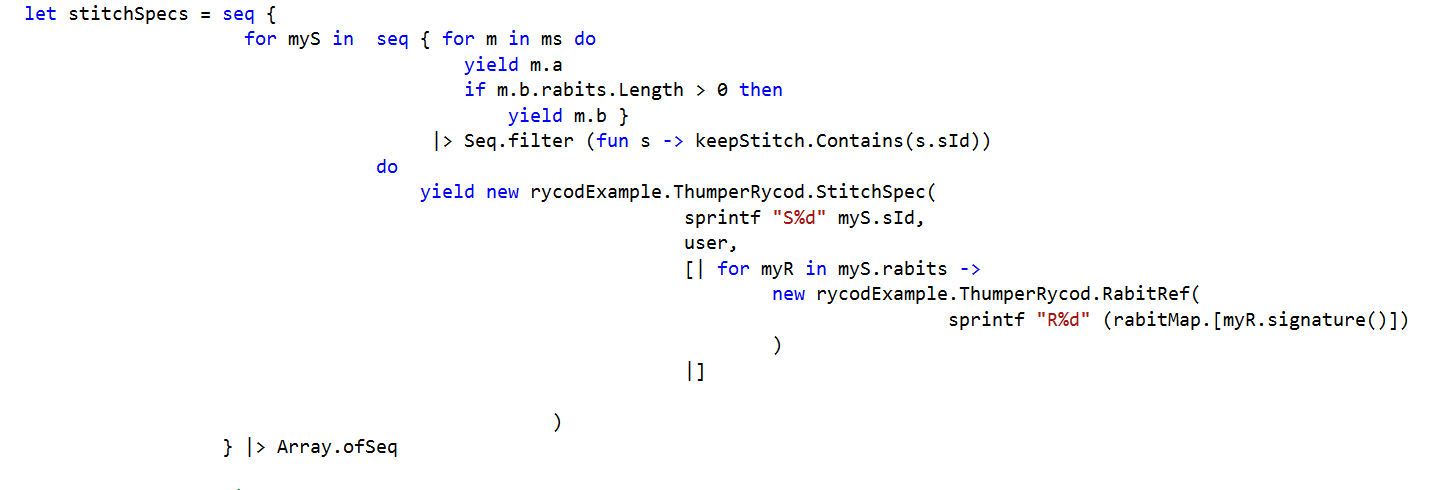 let stitchSpecs = seq {
for myS in  seq { for m in ms do
yield m.a
if m.b.rabits.Length > 0 then
yield m.b }
|> Seq.filter (fun s -> keepStitch.Contains(s.sId))
do
yield new rycodExample.ThumperRycod.StitchSpec(
sprintf "S%d" myS.sId,
user,
[| for myR in myS.rabits ->
new rycodExample.ThumperRycod.RabitRef(
sprintf "R%d" (rabitMap.[myR.signature()])
)
|]
)
} |> Array.ofSeq